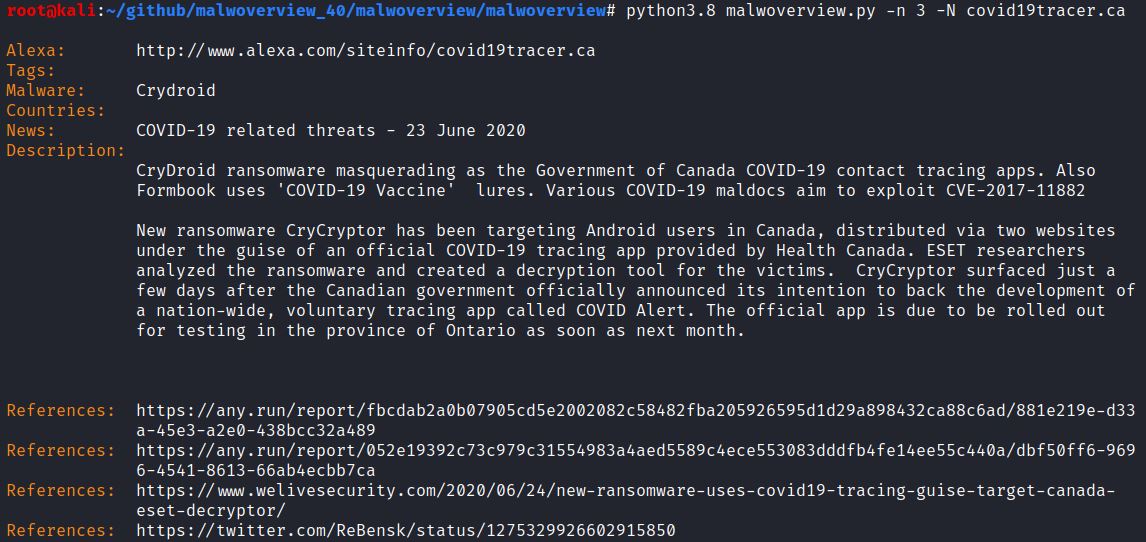 root@kali:~/github/malwoverview_40/malwoverview/malwoverview# python3.8 malwoverview.py -n 3 -N covid19tracer.ca
Alexa: http://www.alexa.com/siteinfo/covid19tracer.ca
Tags:
Malware: Crydroid
Countries:
News: COVID-19 related threats - 23 June 2020
Description:
CryDroid ransomware masquerading as the Government of Canada COVID-19 contact tracing apps. Also
Formbook uses 'COVID-19 Vaccine'  lures. Various COVID-19 maldocs aim to exploit CVE-2017-11882
New ransomware CryCryptor has been targeting Android users in Canada, distributed via two websites
under the guise of an official COVID-19 tracing app provided by Health Canada. ESET researchers
analyzed the ransomware and created a decryption tool for the victims.  CryCryptor surfaced just a
few days after the Canadian government officially announced its intention to back the development of
a nation-wide, voluntary tracing app called COVID Alert. The official app is due to be rolled out
for testing in the province of Ontario as soon as next month.
References: https://any.run/report/fbcdab2a0b07905cd5e2002082c58482fba205926595d1d29a898432ca88c6ad/881e219e-d33
a-45e3-a2e0-438bcc32a489
References: https://any.run/report/052e19392c73c979c31554983a4aed5589c4ece553083dddfb4fe14ee55c440a/dbf50ff6-969
6-4541-8613-66ab4ecbb7ca
References: https://www.welivesecurity.com/2020/06/24/new-ransomware-uses-covid19-tracing-guise-target-canada-
eset-decryptor/
References: https://twitter.com/ReBensk/status/1275329926602915850